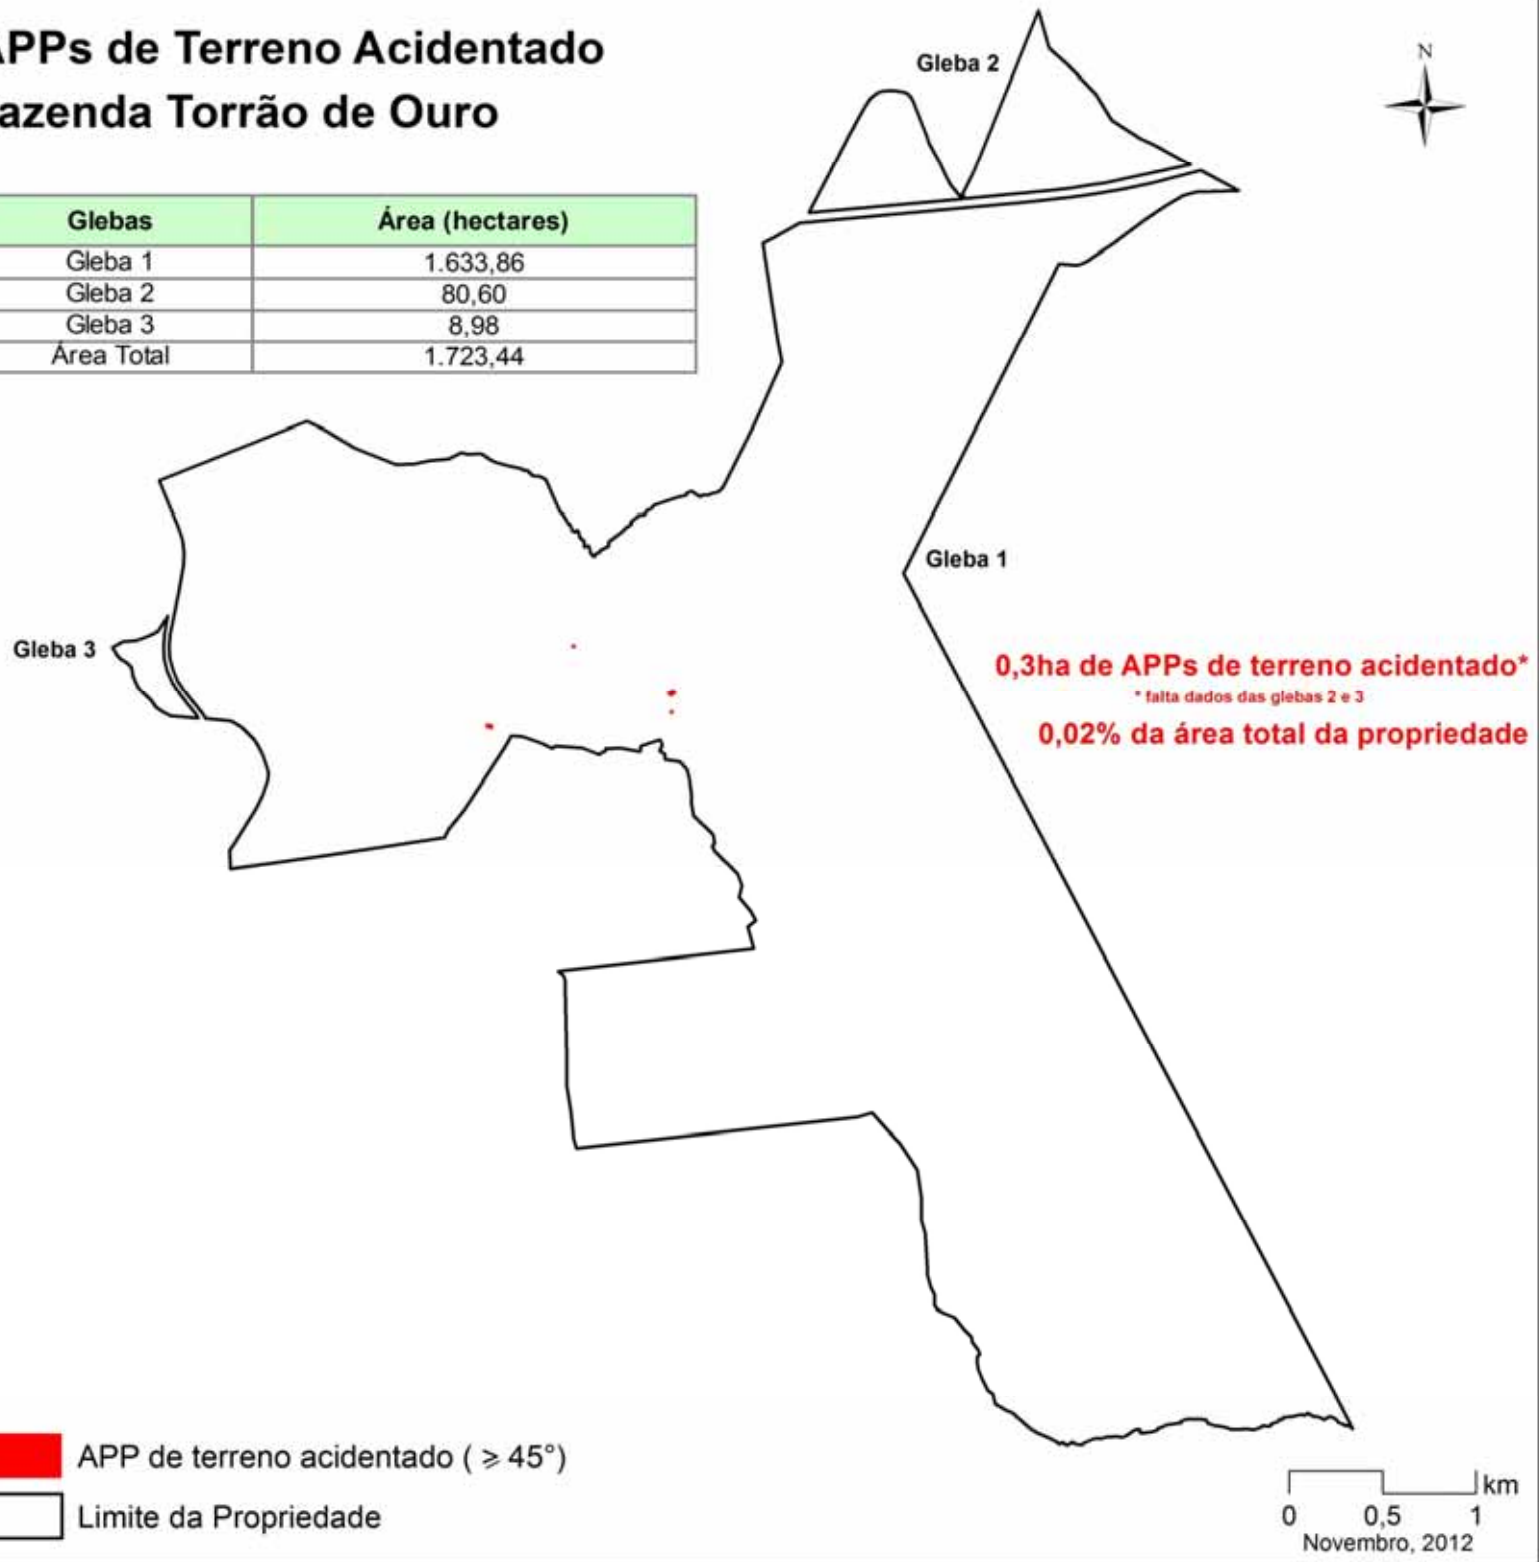 APPs de Terreno Acidentado
azenda Torrão de Ouro
Gleba 2
N
Glebas Área (hectares)
Gleba 1 1.633,86
Gleba 2 80,60
Gleba 3 8,98
Área Total 1.723,44
Gleba 1
Gleba 3
0,3ha de APPs de terreno acidentado*
* falta dados das glebas 2 e 3
0,02% da área total da propriedade
APP de terreno acidentado ( ⩾ 45°)
Limite da Propriedade
km
0 0,5 1
Novembro, 2012